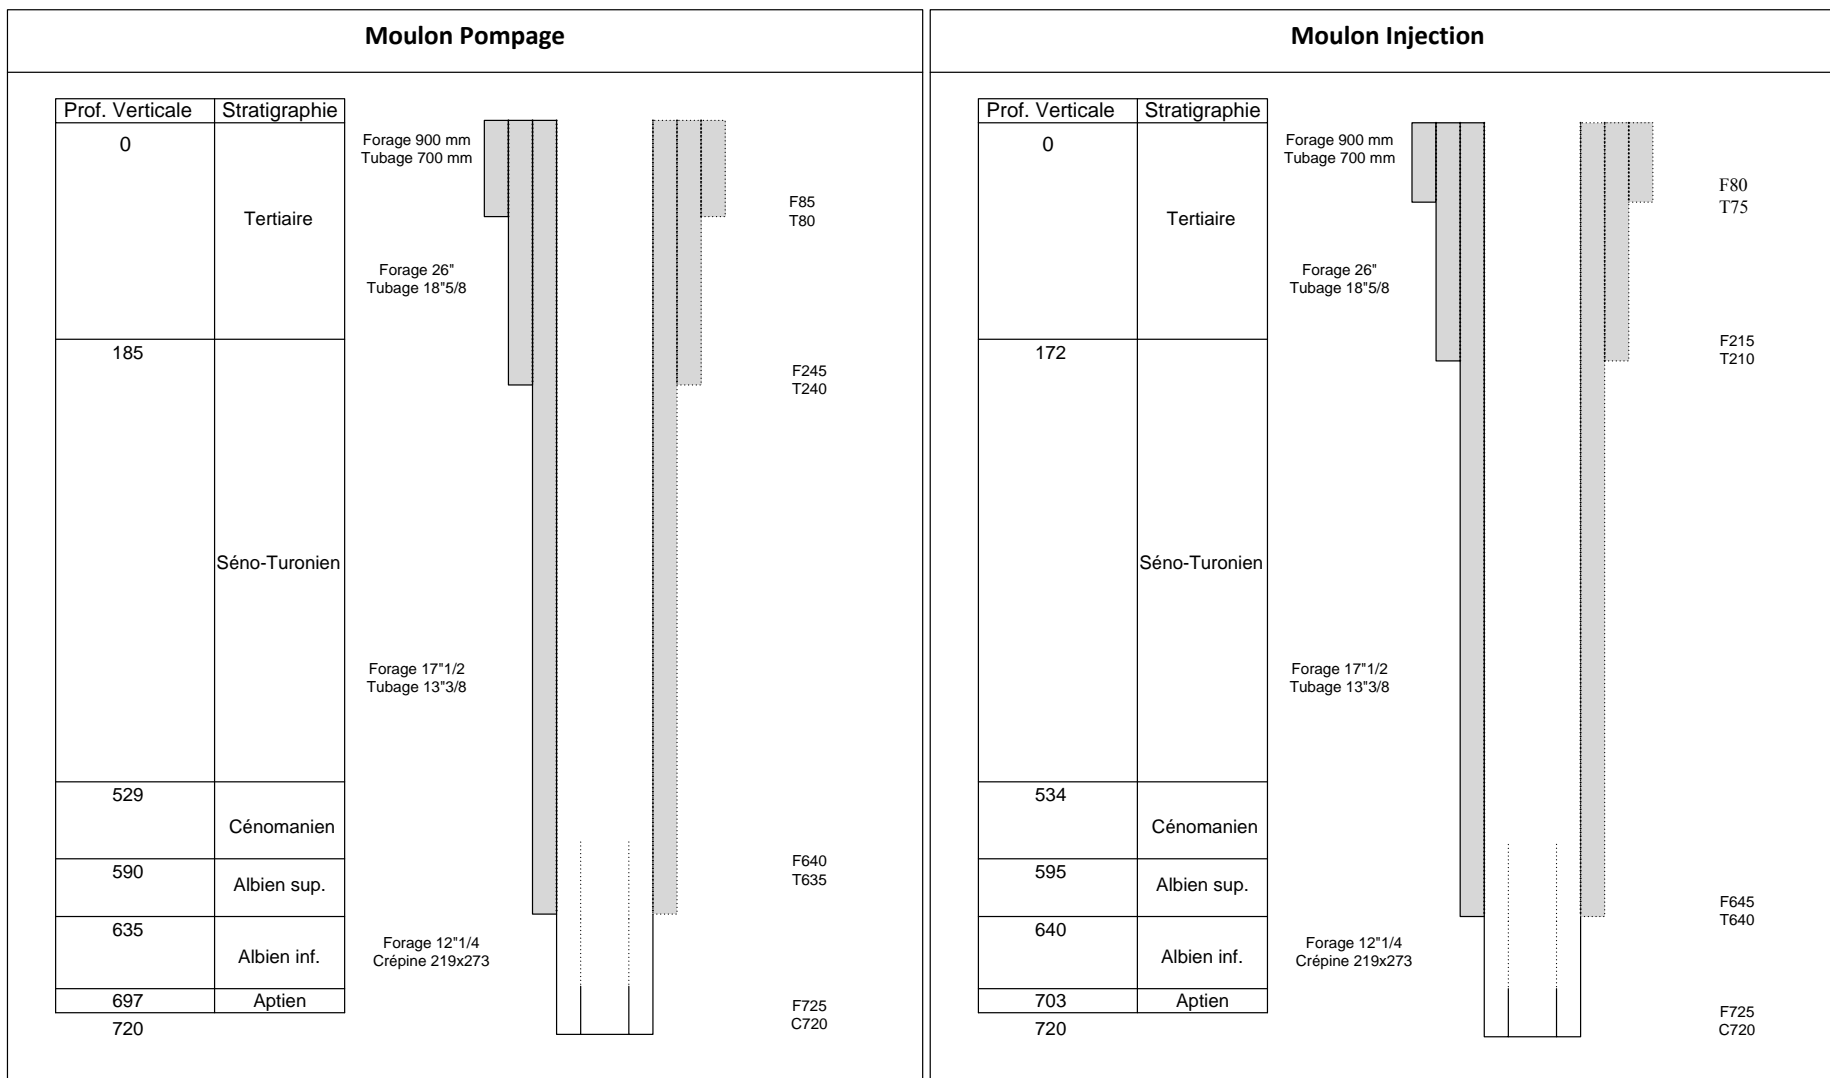 Moulon Pompage
Prof. Verticale Stratigraphie
0
Forage 900 mm
Tubage 700 mm
Tertiaire
F85
T80
Forage 26"
Tubage 18"5/8
185
F245
T240
Séno-Turonien
Forage 17"1/2
Tubage 13"3/8
529
Cénomanien
590
Albien sup.
F640
T635
635
Albien inf.
Forage 12"1/4
Crépine 219x273
697 Aptien
F725
C720
720
Moulon Injection
Prof. Verticale Stratigraphie
0
Forage 900 mm
Tubage 700 mm
Tertiaire
F80
T75
Forage 26"
Tubage 18"5/8
172
F215
T210
Séno-Turonien
Forage 17"1/2
Tubage 13"3/8
534
Cénomanien
595
Albien sup.
F645
T640
640
Albien inf.
Forage 12"1/4
Crépine 219x273
703 Aptien
F725
C720
720